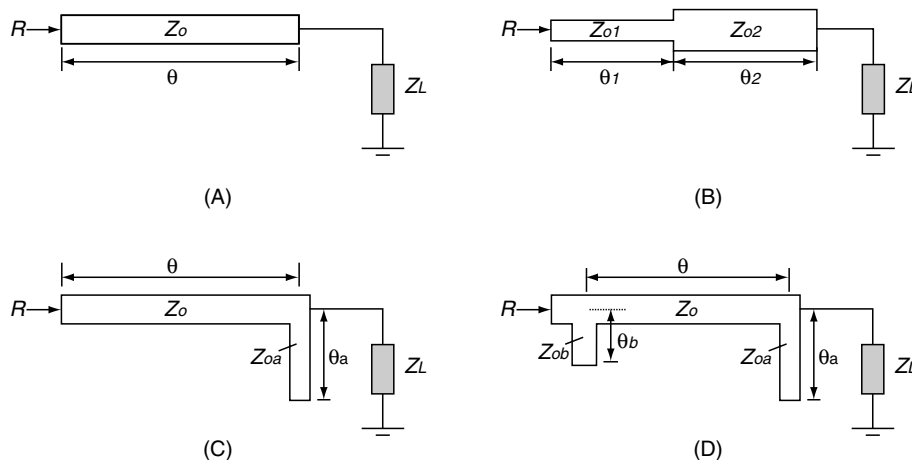 R Zo
θ
ZL
(A)
R Zo1 Zo2
θ1 θ2
ZL
(B)
θ
R Zo
Zoa θa
ZL
(C)
θ
R Zo
Zob θb Zoa θa
ZL
(D)